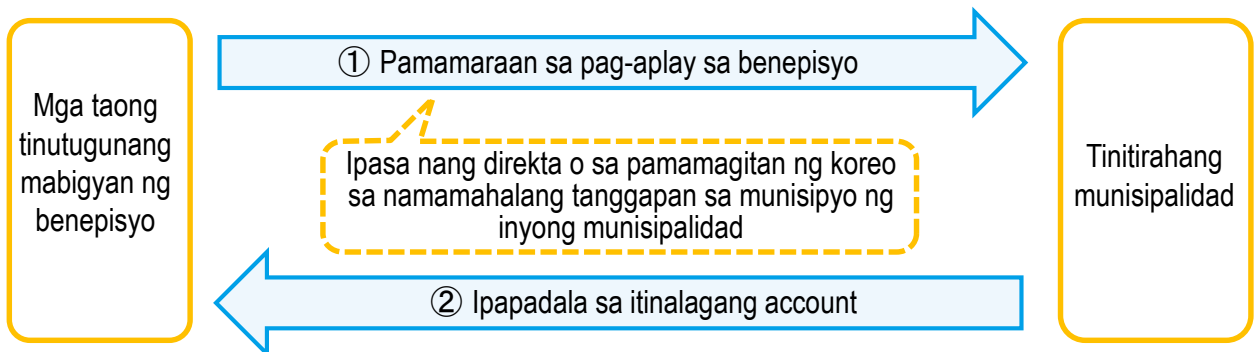 Mga taong
tinutugunang
mabigyan ng
benepisyo
① Pamamaraan sa pag-aplay sa benepisyo
Ipasa nang direkta o sa pamamagitan ng koreo
sa namamahalang tanggapan sa munisipyo ng
inyong munisipalidad
② Ipapadala sa itinalagang account
Tinitirahang
munisipalidad